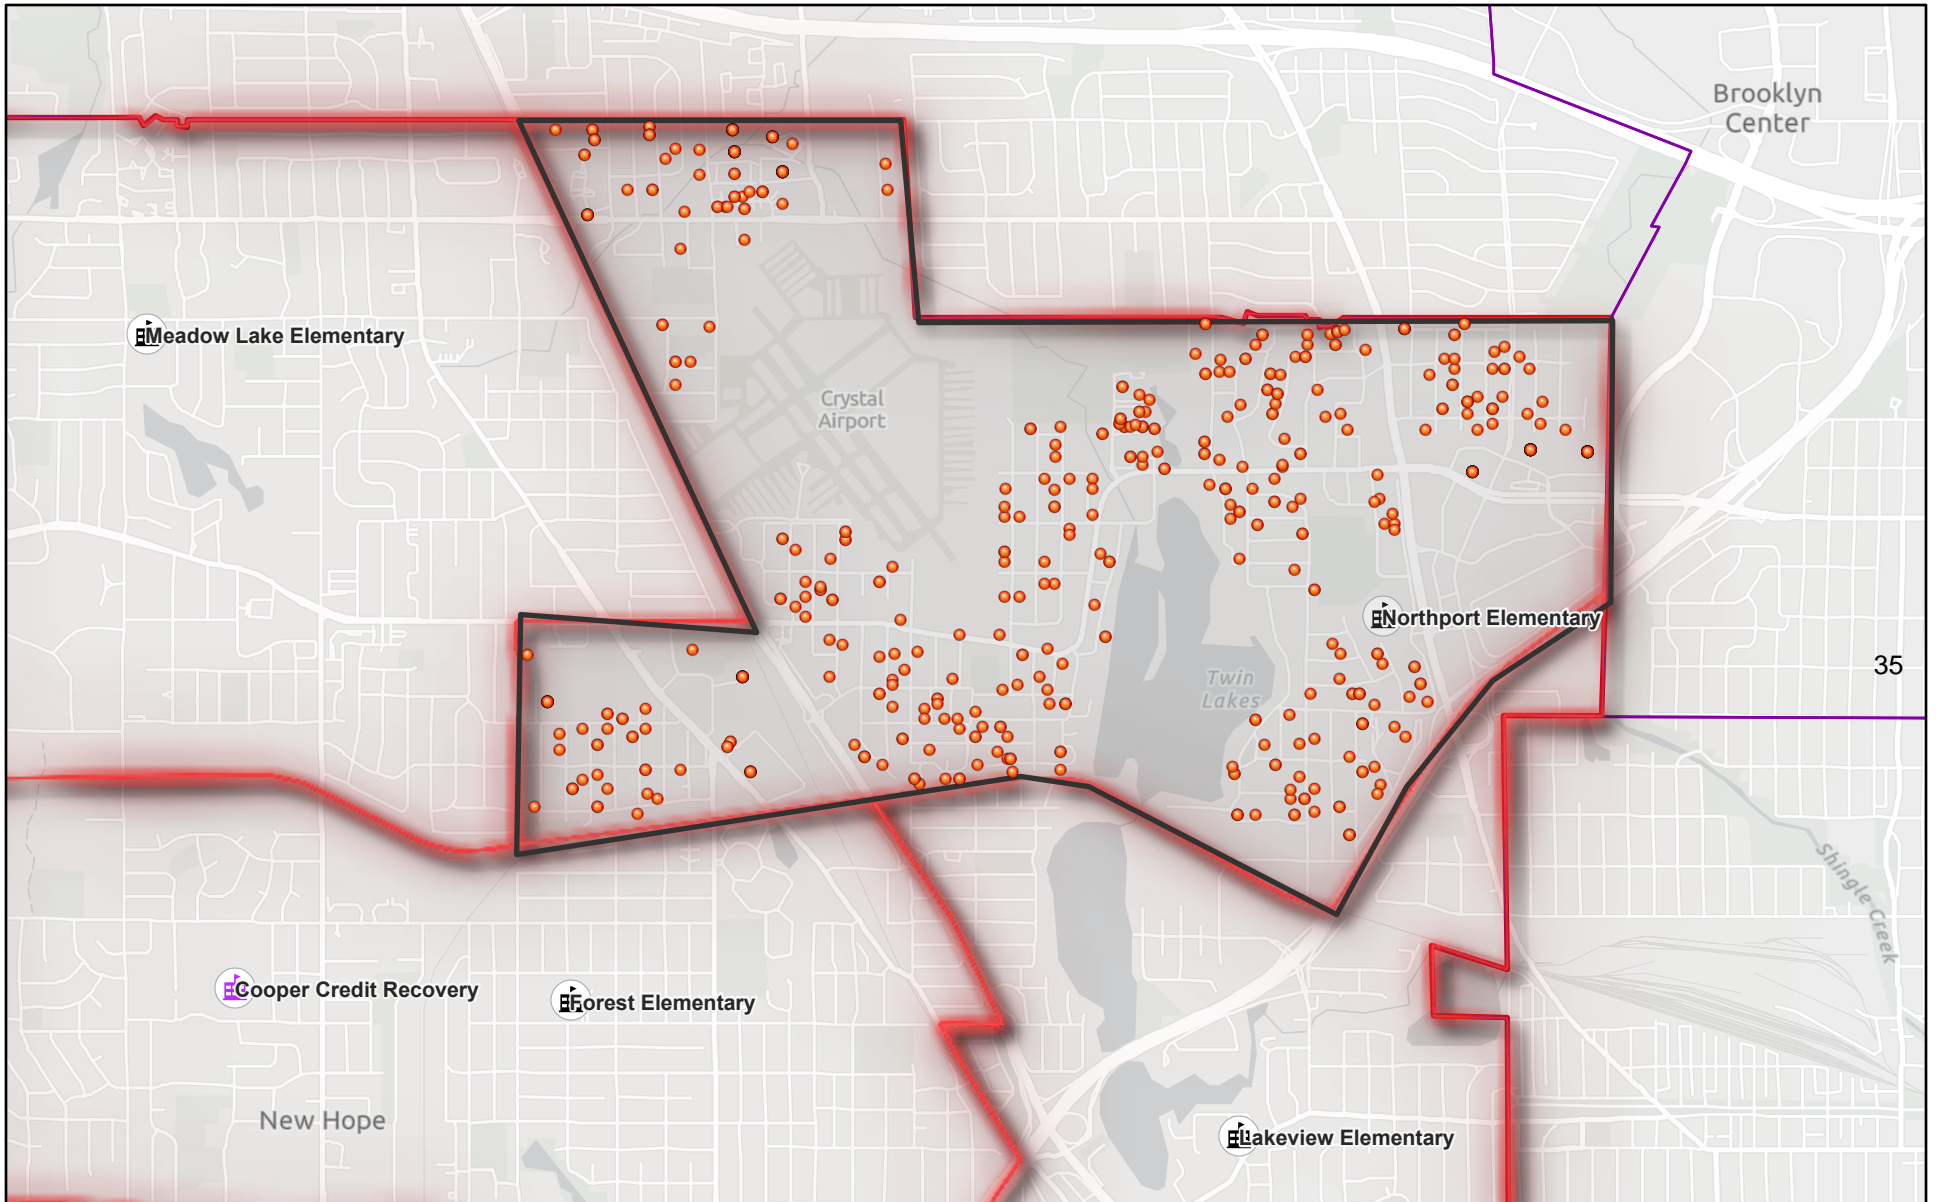 Brooklyn
Center
Meadow Lake Elementary
Crystal
Airport
Northport Elementary
Twin
Lakes
35
Shingle Creek
Cooper Credit Recovery
Forest Elementary
New Hope
Lakeview Elementary